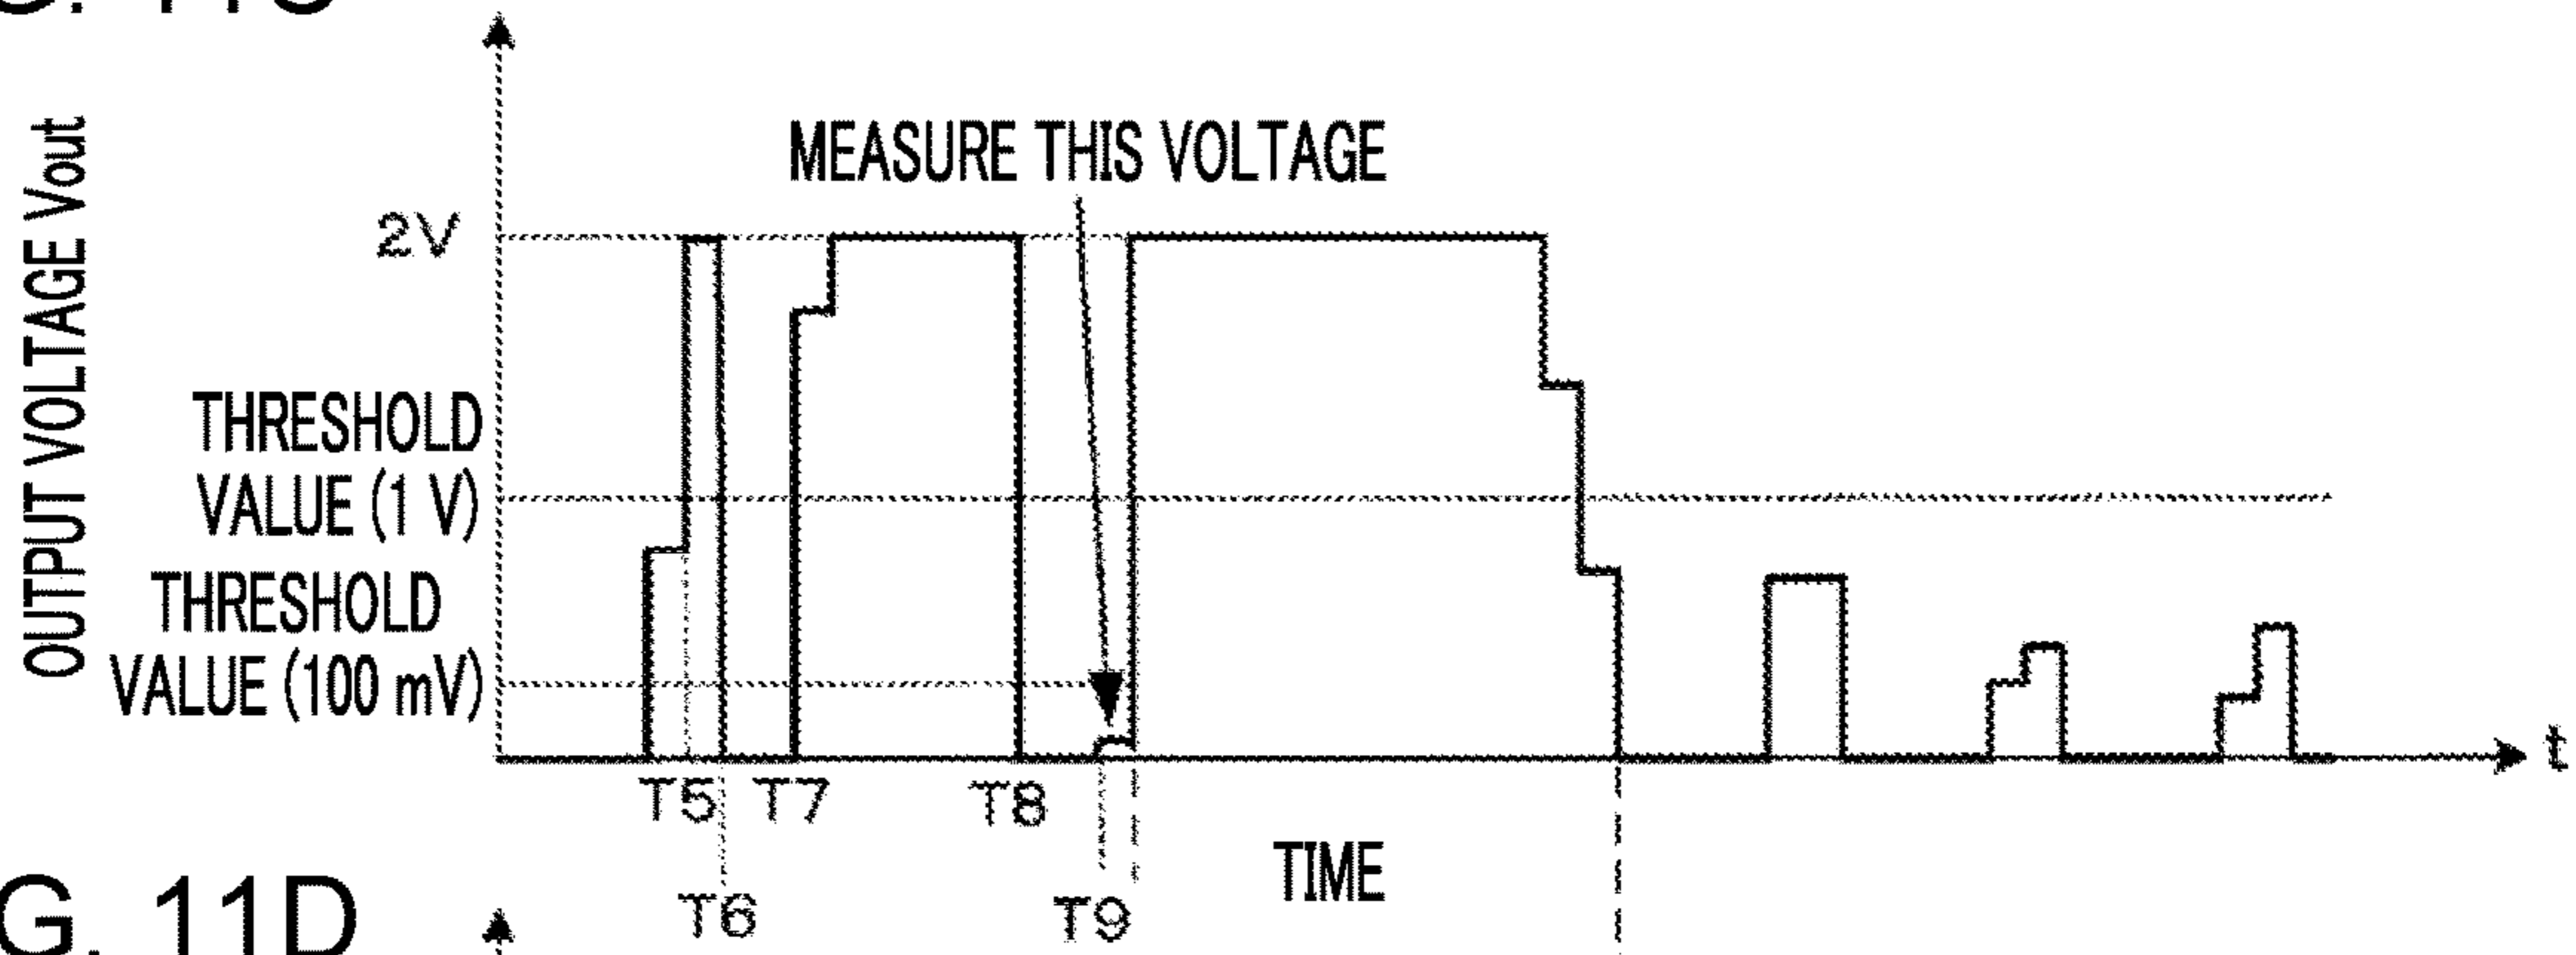 G. 11C
OUTPUT VOLTAGE Vout
MEASURE THIS VOLTAGE
2V
THRESHOLD
VALUE (1 V)
THRESHOLD
VALUE (100 mV)
t
T5 T7 T8
TIME
T6 T9
G. 11D